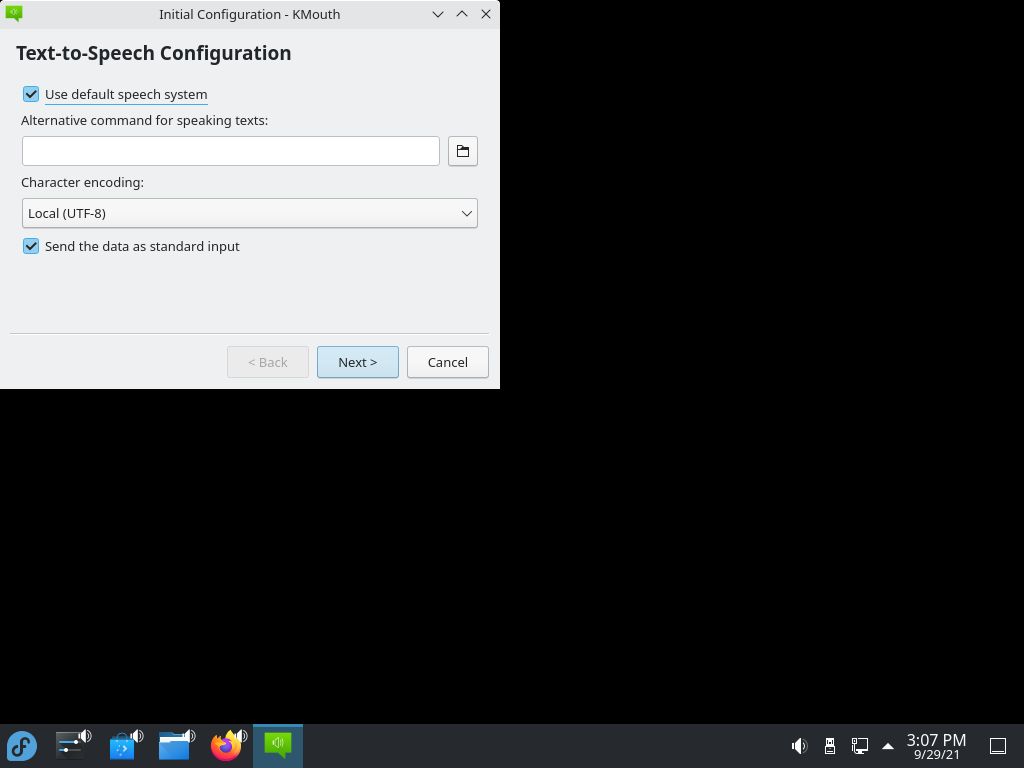 Initial Configuration - KMouth
Text-to-Speech Configuration
Use default speech system
Alternative command for speaking texts:
Character encoding:
Local (UTF-8)
Send the data as standard input
< Back
Next >
Cancel
3:07 PM
9/29/21